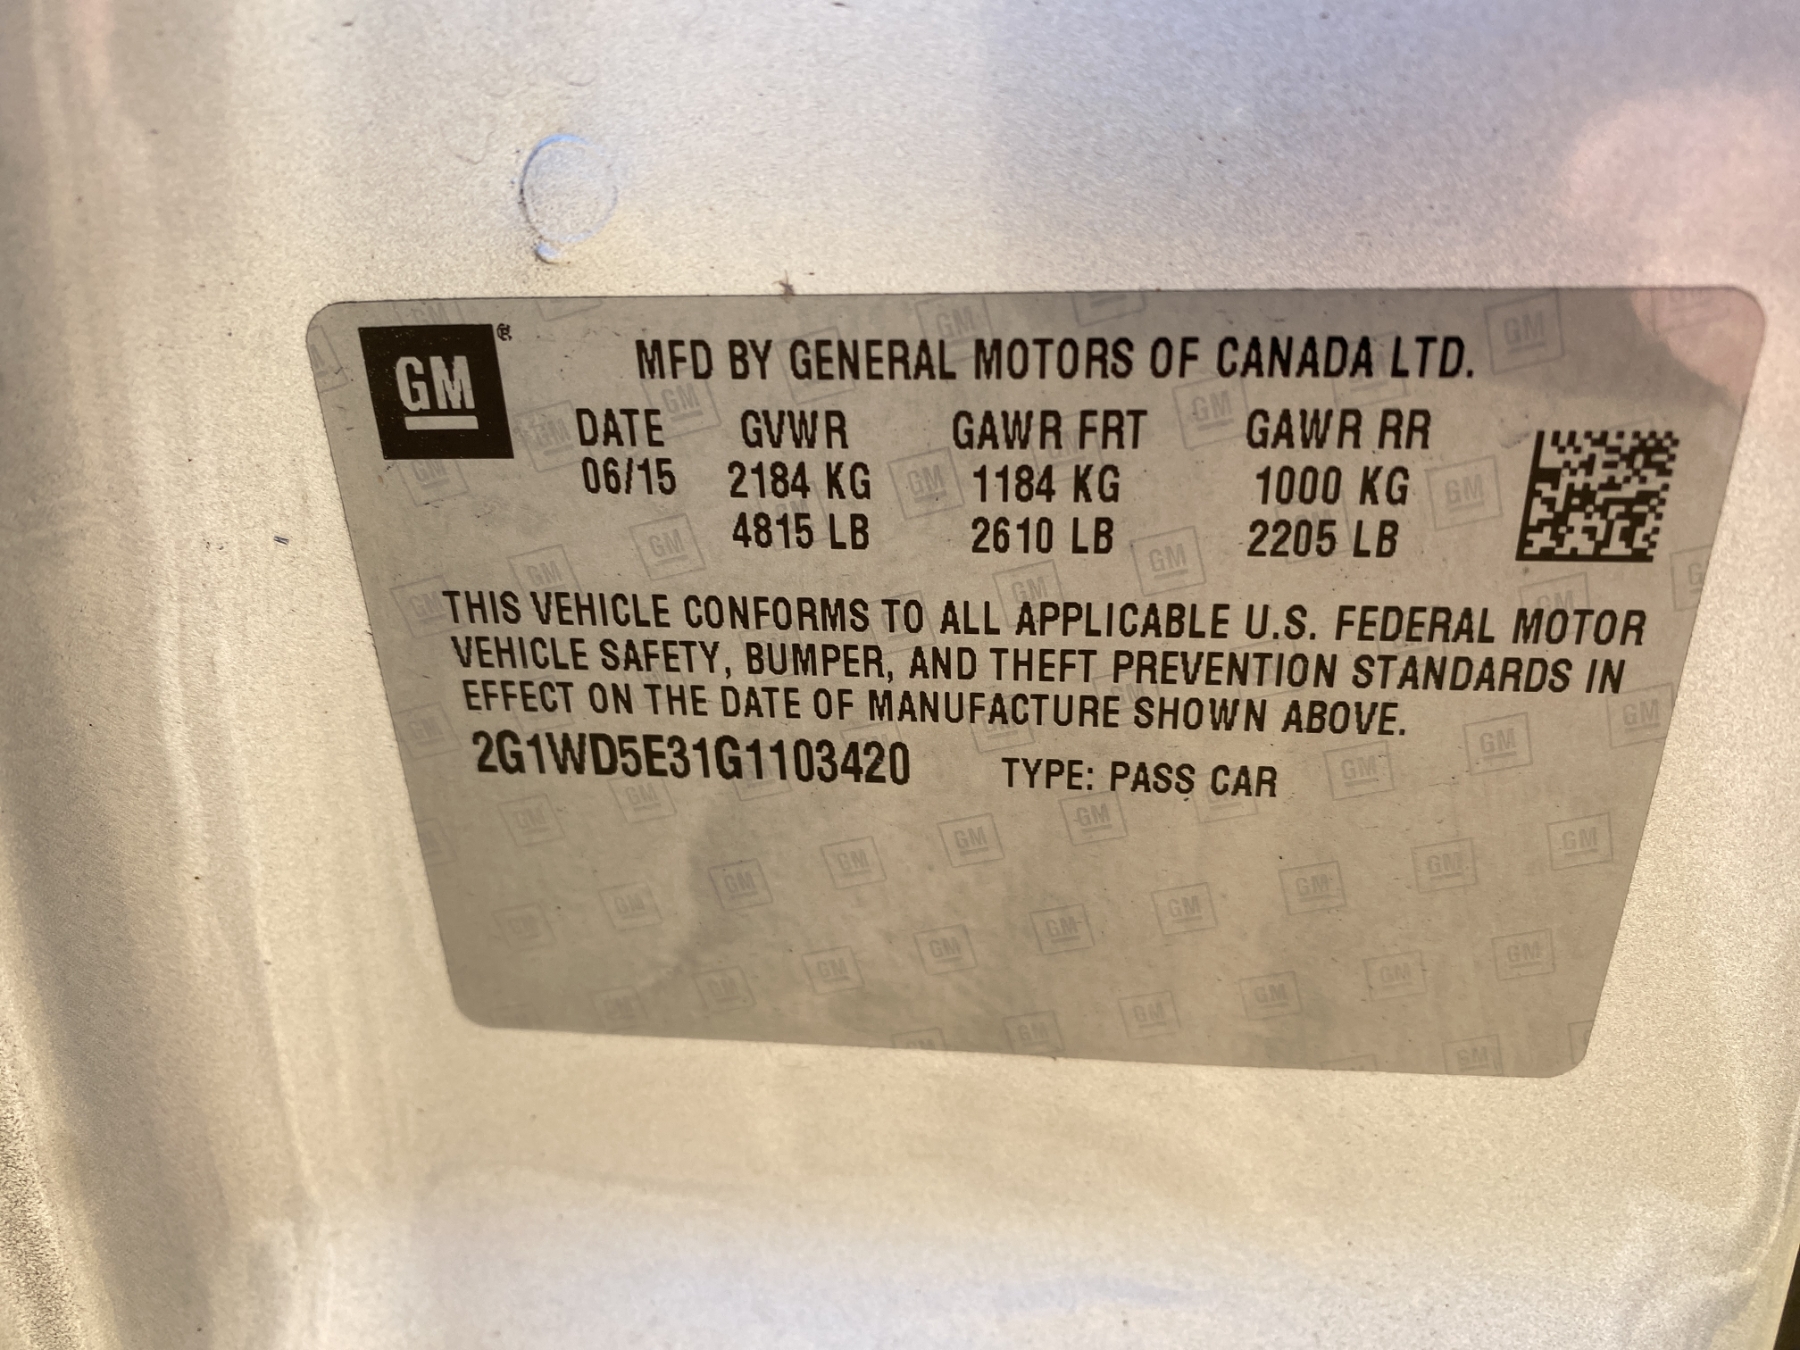 GM®
MFD BY GENERAL MOTORS OF CANADA LTD.
DATE GVWR GAWR FRT GAWR RR
06/15 2184 KG 1184 KG 1000 KG
4815 LB 2610 LB 2205 LB
THIS VEHICLE CONFORMS TO ALL APPLICABLE U.S. FEDERAL MOTOR
VEHICLE SAFETY, BUMPER, AND THEFT PREVENTION STANDARDS IN
EFFECT ON THE DATE OF MANUFACTURE SHOWN ABOVE.
2G1WD5E31G1103420 TYPE: PASS CAR